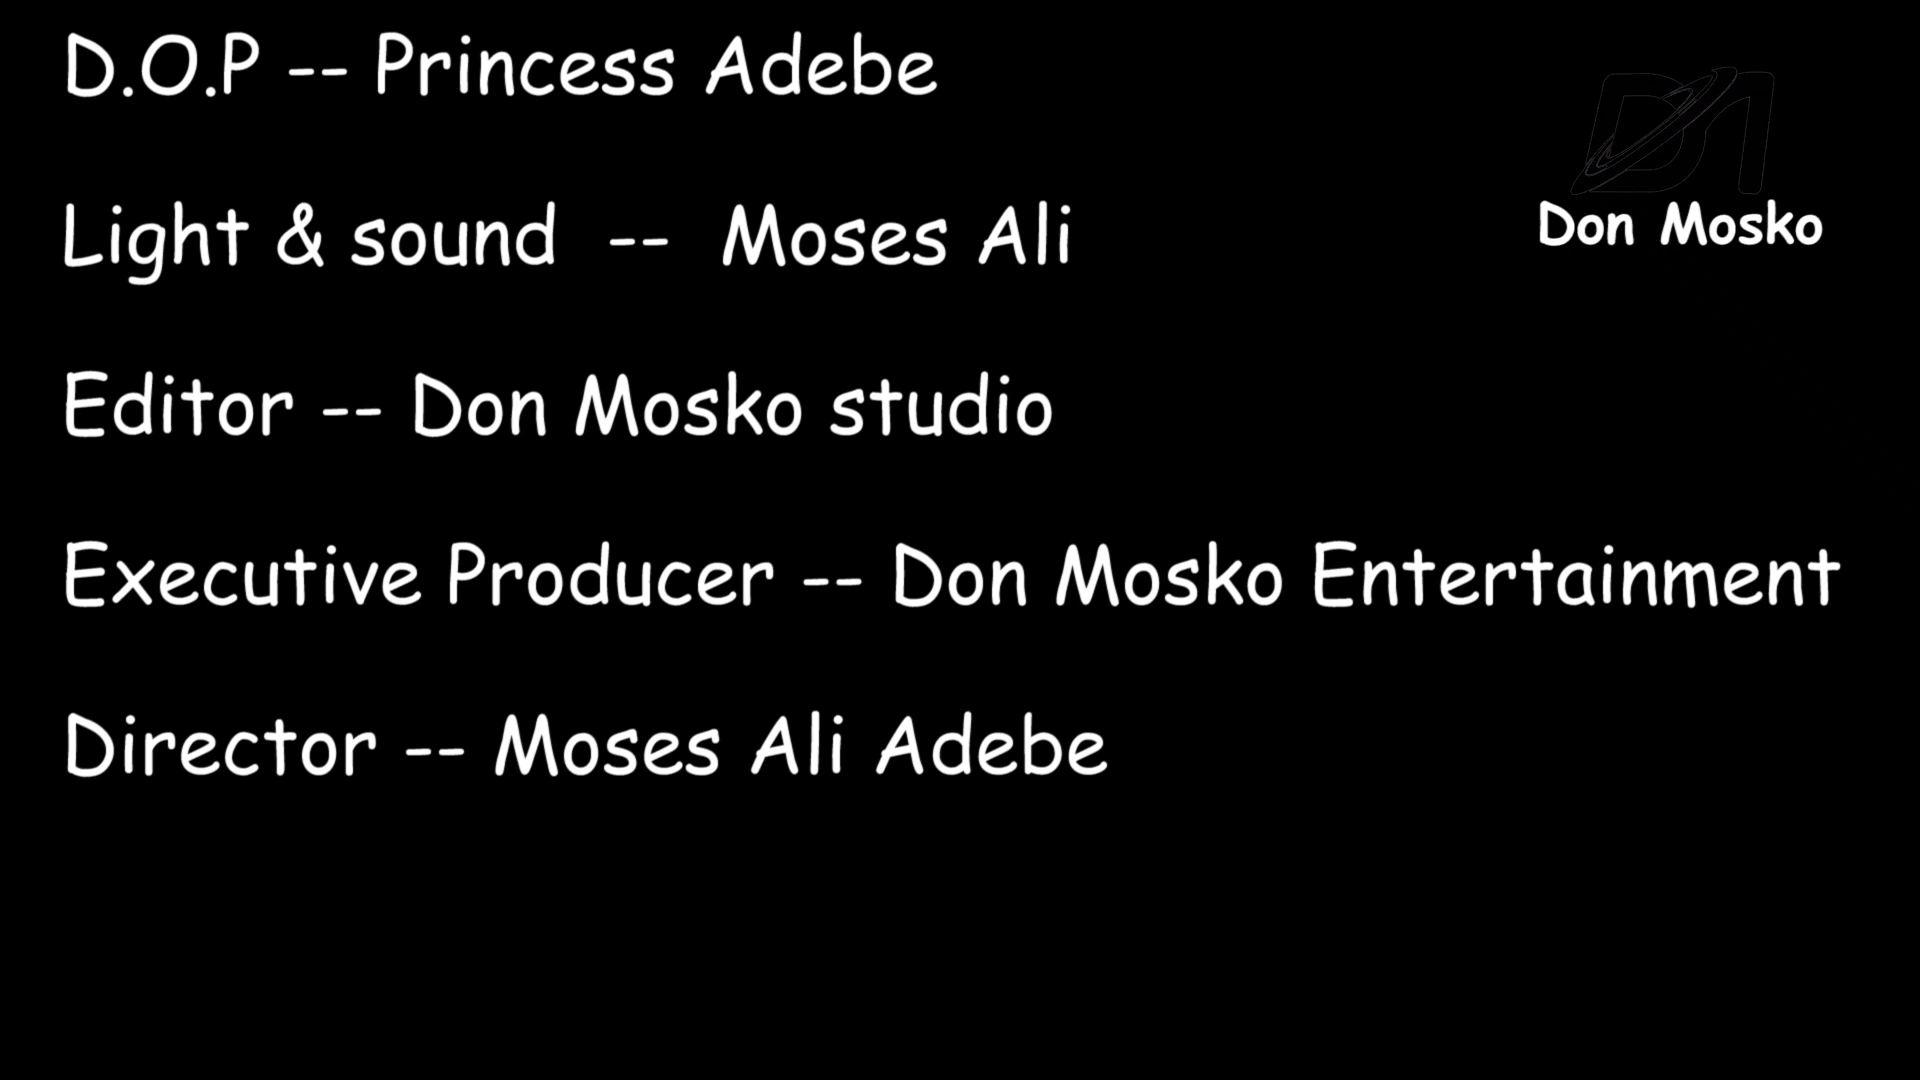 D.O.P -- Princess Adebe
Don Mosko
Light & sound -- Moses Ali
Editor -- Don Mosko studio
Executive Producer -- Don Mosko Entertainment
Director -- Moses Ali Adebe